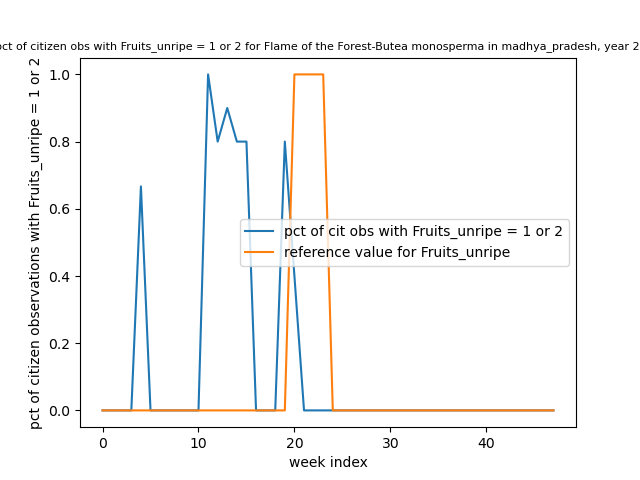 pct of citizen obs with Fruits_unripe = 1 or 2 for Flame of the Forest-Butea monosperma in madhya_pradesh, year 2
pct of citizen observations with Fruits_unripe = 1 or 2
1.0
0.8
0.6
0.4
0.2
0.0
pct of cit obs with Fruits_unripe = 1 or 2
reference value for Fruits_unripe
0 10 20 30 40
week index